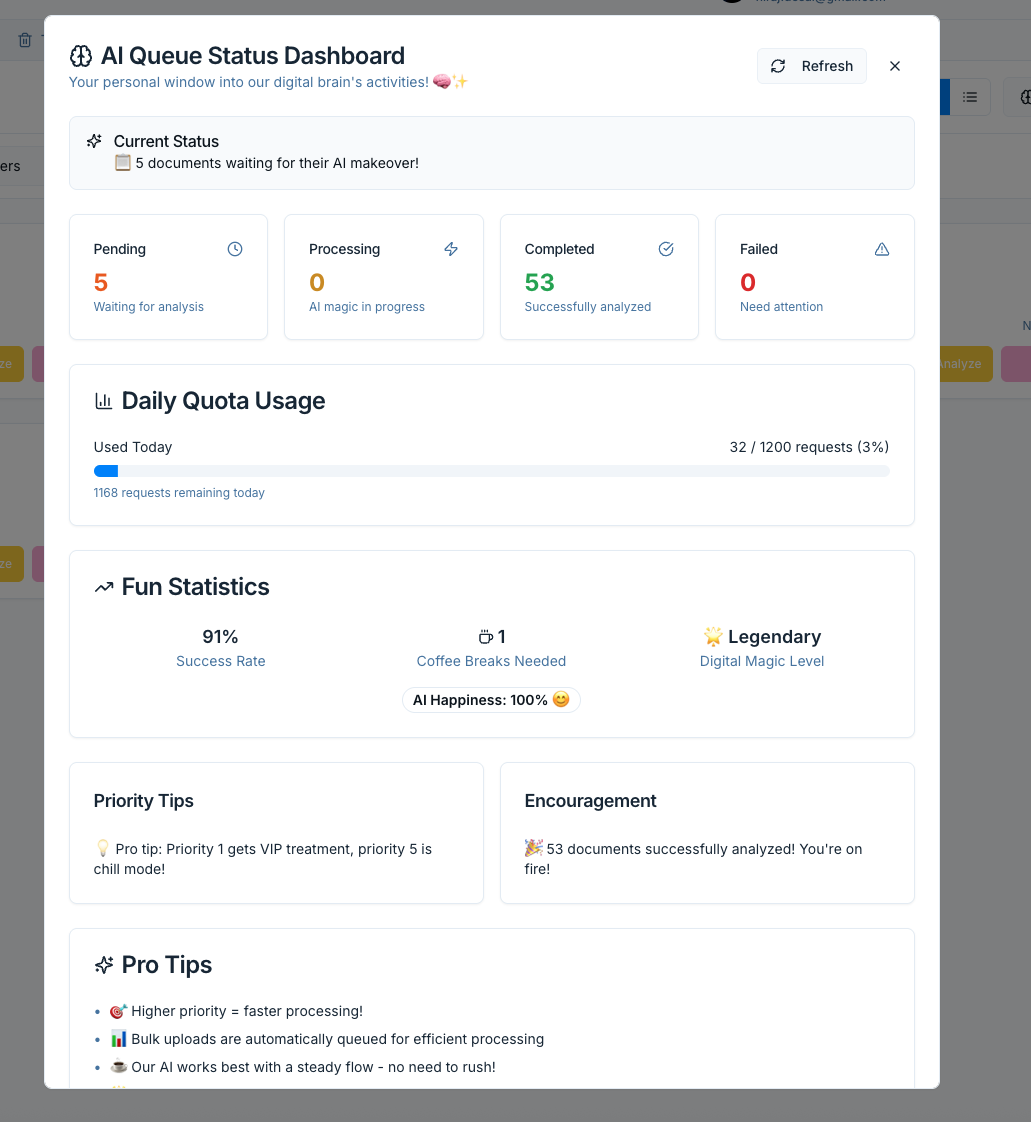 AI Queue Status Dashboard
Your personal window into our digital brain's activities! 🧠✨
Refresh
Current Status
📋 5 documents waiting for their AI makeover!
Pending
5
Waiting for analysis
Processing
0
AI magic in progress
Completed
53
Successfully analyzed
Failed
0
Need attention
Daily Quota Usage
Used Today
32 / 1200 requests (3%)
1168 requests remaining today
Fun Statistics
91%
Success Rate
1
Coffee Breaks Needed
🌟 Legendary
Digital Magic Level
AI Happiness: 100% 😊
Priority Tips
💡 Pro tip: Priority 1 gets VIP treatment, priority 5 is
chill mode!
Encouragement
🎉 53 documents successfully analyzed! You're on
fire!
Pro Tips
• 🎯 Higher priority = faster processing!
• 📊 Bulk uploads are automatically queued for efficient processing
• ☕ Our AI works best with a steady flow - no need to rush!
ers
ze
Analyze
ze